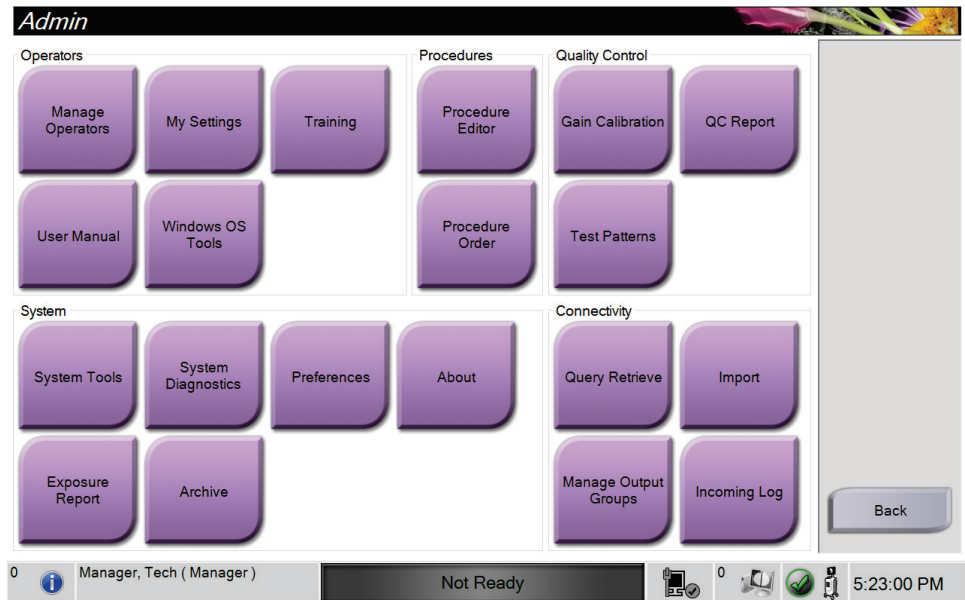 Admin
Operators
Manage
Operators
My Settings
Training
User Manual
Windows OS
Tools
Procedures
Procedure
Editor
Procedure
Order
Quality Control
Gain Calibration
QC Report
Test Patterns
System
System Tools
System
Diagnostics
Preferences
About
Exposure
Report
Archive
Connectivity
Query Retrieve
Import
Manage Output
Groups
Incoming Log
Back
0
Manager, Tech ( Manager )
Not Ready
0
5:23:00 PM